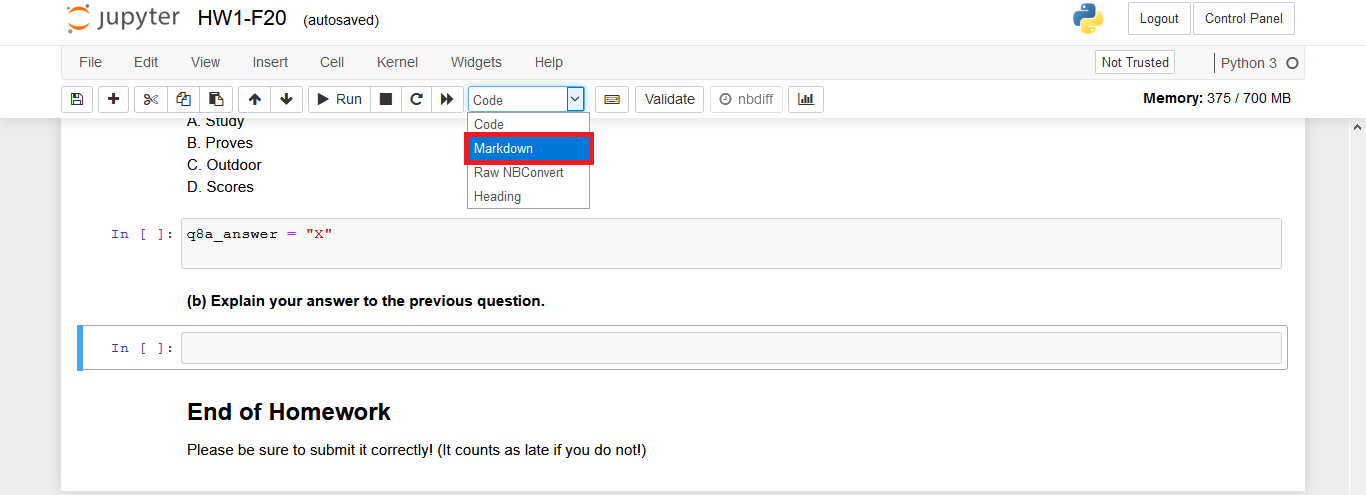 jupyter HW1-F20 (autosaved) Logout Control Panel
File Edit View Insert Cell Kernel Widgets Help Not Trusted Python 3
Run Code Validate nbdiff Memory: 375 / 700 MB
Code
Markdown
Raw NBConvert
Heading
A. Study
B. Proves
C. Outdoor
D. Scores
In [ ]: q8a_answer = "X"
(b) Explain your answer to the previous question.
In [ ]:
End of Homework
Please be sure to submit it correctly! (It counts as late if you do not!)